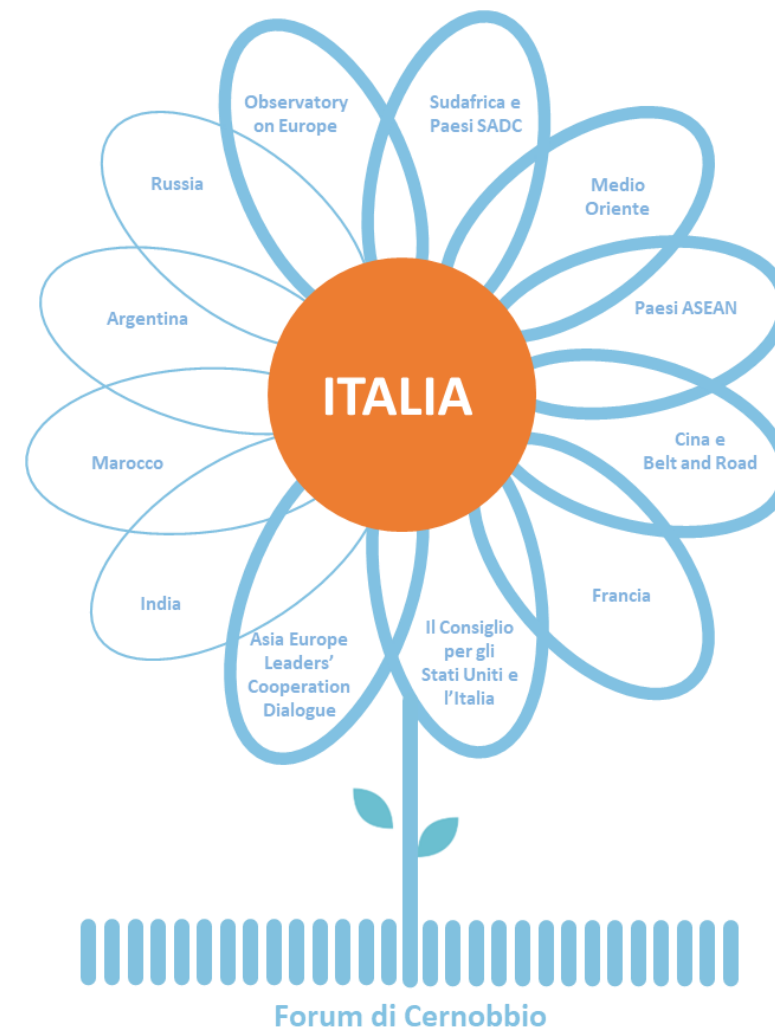 Observatory
on Europe
Sudafrica e
Paesi SADC
Russia
Medio
Oriente
Argentina
Paesi ASEAN
ITALIA
Marocco
Cina e
Belt and Road
India
Francia
Asia Europe
Leaders'
Cooperation
Dialogue
Il Consiglio
per gli
Stati Uniti e
l'Italia
Forum di Cernobbio